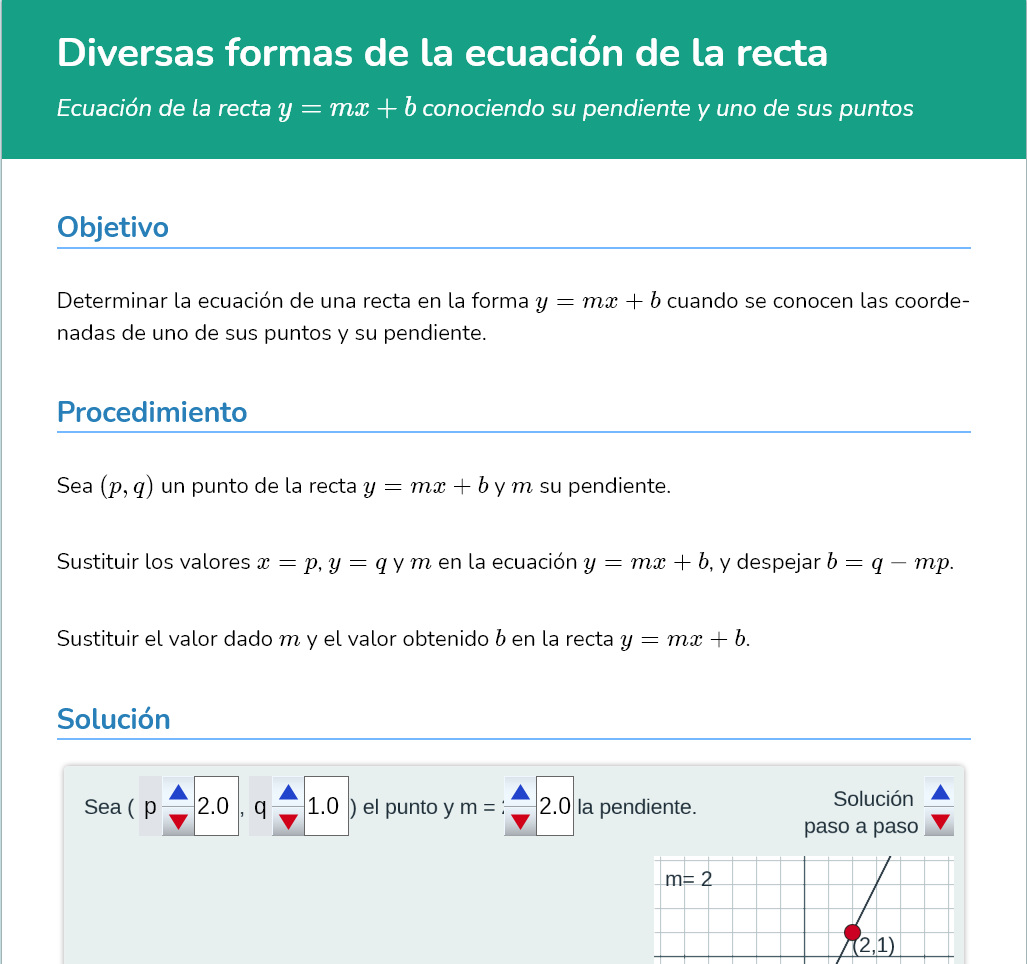 Diversas formas de la ecuación de la recta
Ecuación de la recta y = mx + b conociendo su pendiente y uno de sus puntos
Objetivo
Determinar la ecuación de una recta en la forma y = mx + b cuando se conocen las coorde-
nadas de uno de sus puntos y su pendiente.
Procedimiento
Sea (p, q) un punto de la recta y = mx + b y m su pendiente.
Sustituir los valores x = p, y = q y m en la ecuación y = mx + b, y despejar b = q − mp.
Sustituir el valor dado m y el valor obtenido b en la recta y = mx + b.
Solución
Sea ( p 2.0 , q 1.0 ) el punto y m = 2.0 la pendiente.
Solución
paso a paso
m= 2
(2,1)